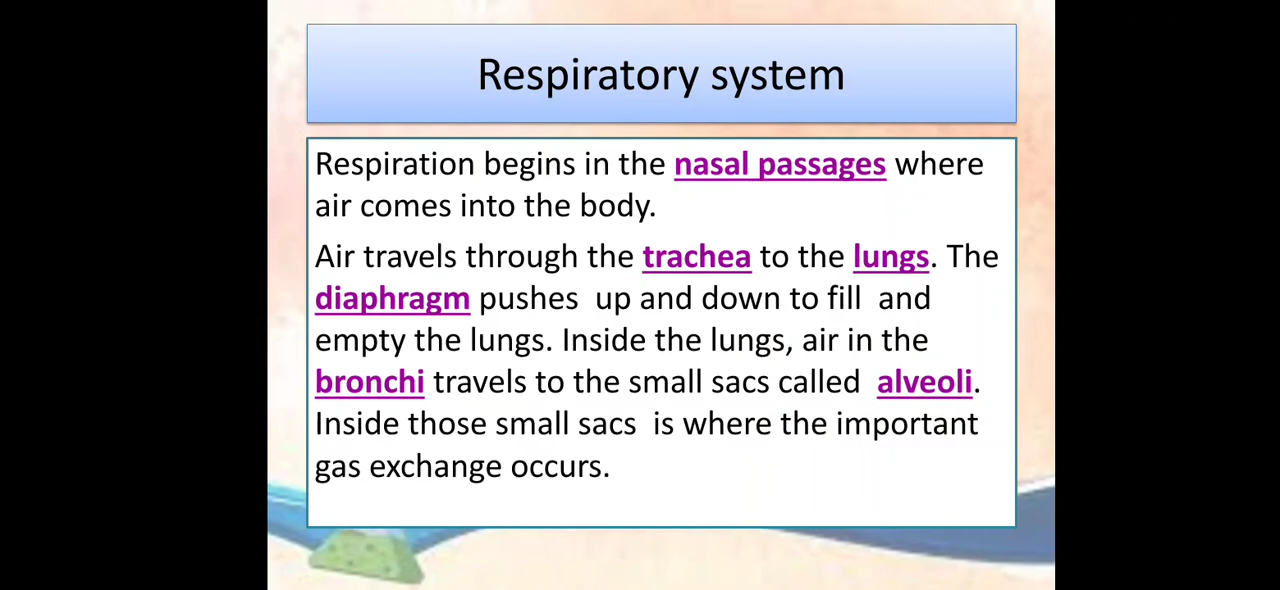 Respiratory system
Respiration begins in the nasal passages where
air comes into the body.
Air travels through the trachea to the lungs. The
diaphragm pushes  up and down to fill  and
empty the lungs. Inside the lungs, air in the
bronchi travels to the small sacs called  alveoli.
Inside those small sacs  is where the important
gas exchange occurs.